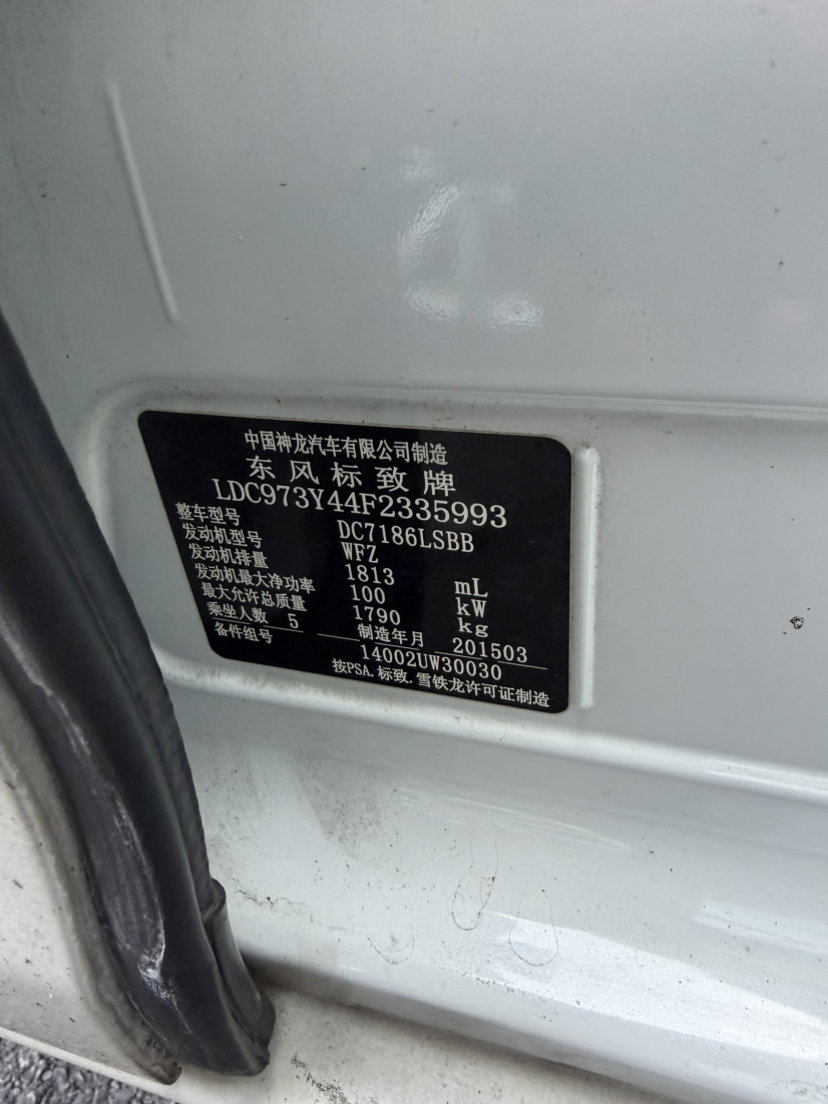 中国神龙汽车有限公司制造
东风标致牌
LDC973Y44F2335993
整车型号 DC7186LSBB
发动机型号 WFZ
发动机排量 1813 mL
发动机最大净功率 100 kW
最大允许总质量 1790 kg
乘坐人数 5 制造年月 201503
备件组号 14002UW30030
按PSA.标致.雪铁龙许可证制造